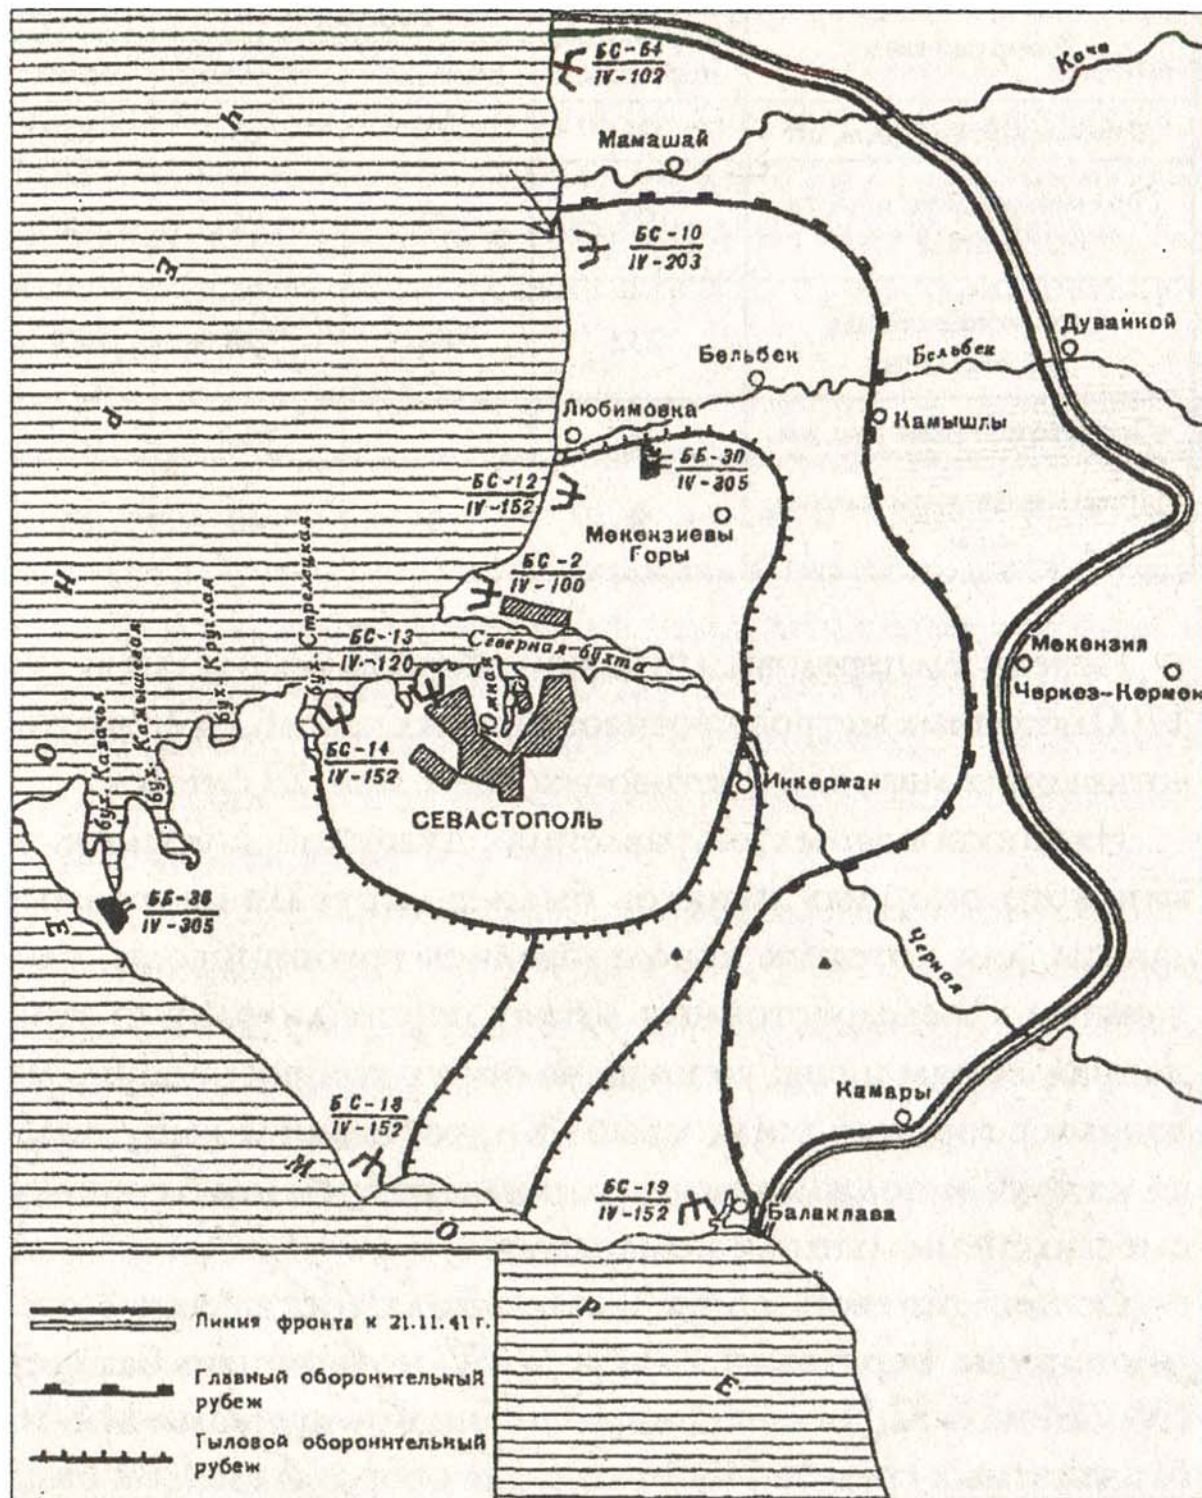 БС-64
IV-102
Кача
Мамашай
БС-10
IV-203
Дуванкой
Бельбек
Бельбек
Любимовка
Камышлы
ББ-30
IV-305
БС-12
IV-152
Мекензиевы
Горы
БС-2
IV-100
Северная бухта
БС-13
IV-120
бух. Стрелецкая
бух. Круглая
бух. Камышевая
бух. Казачья
Южная
Мекензия
Черкез-Кермен
БС-14
IV-152
Инкерман
СЕВАСТОПОЛЬ
ББ-35
IV-305
Черная
Камары
БС-18
IV-152
БС-19
IV-152
Балаклава
Ч Е Р Н О Е
М О Р Е
Линия фронта к 21.11.41 г.
Главный оборонительный
рубеж
Тыловой оборонительный
рубеж